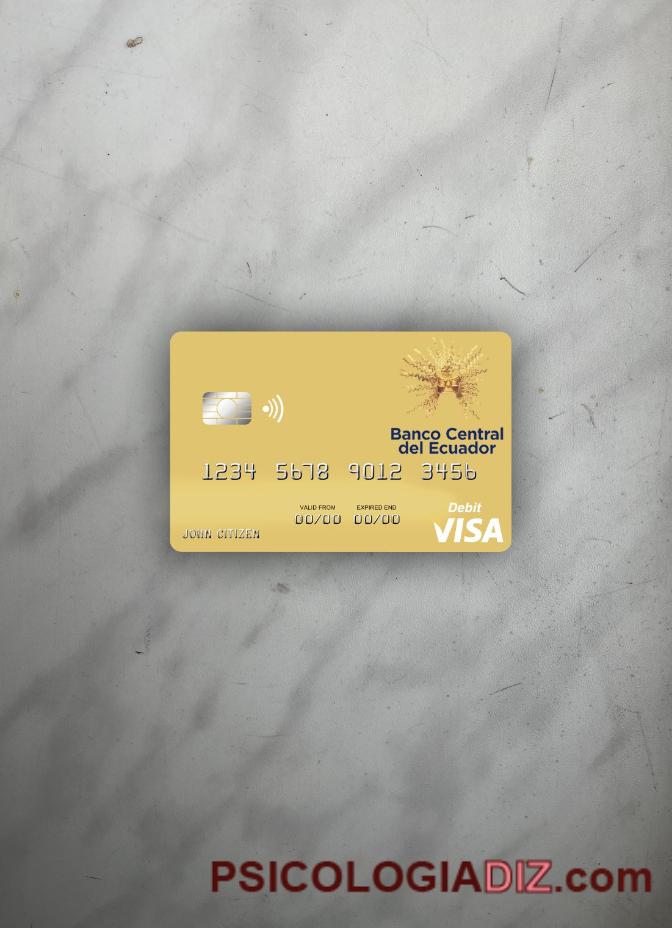 Banco Central
del Ecuador
1234 5678 9012 3456
VALID FROM EXPIRED END
00/00 00/00
Debit
JOHN CITIZEN
VISA
PSICOLOGIADIZ.com